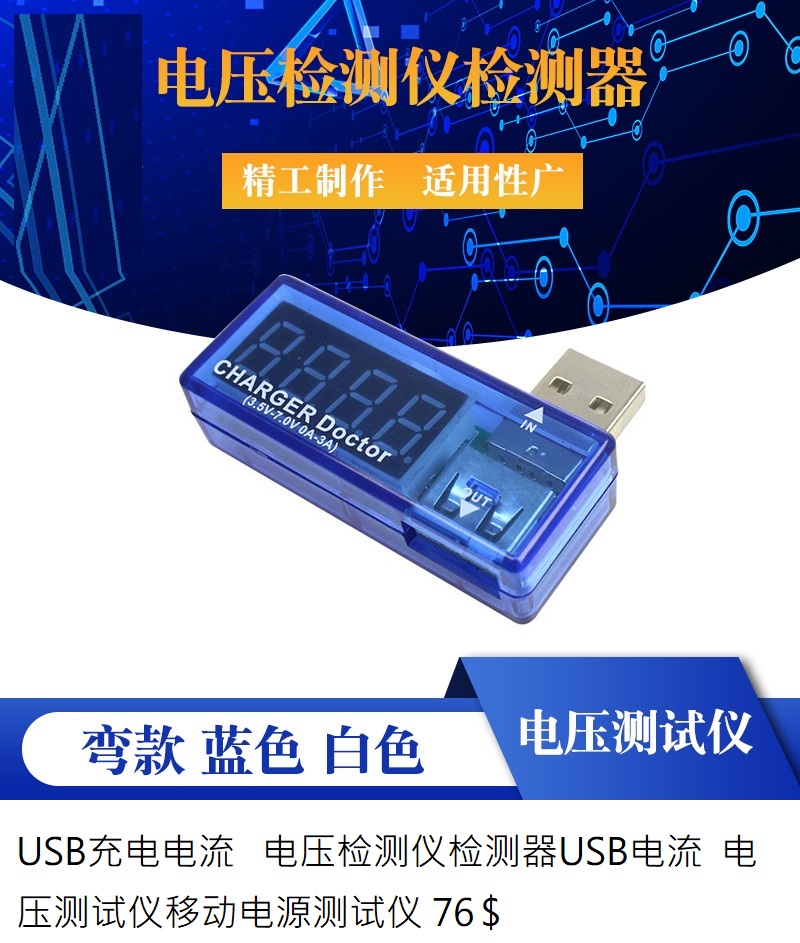 电压检测仪检测器
精工制作 适用性广
CHARGER Doctor
(3.5V-7.0V 0A-3A)
IN
OUT
弯款 蓝色 白色
电压测试仪
USB充电电流 电压检测仪检测器USB电流 电
压测试仪移动电源测试仪 76$